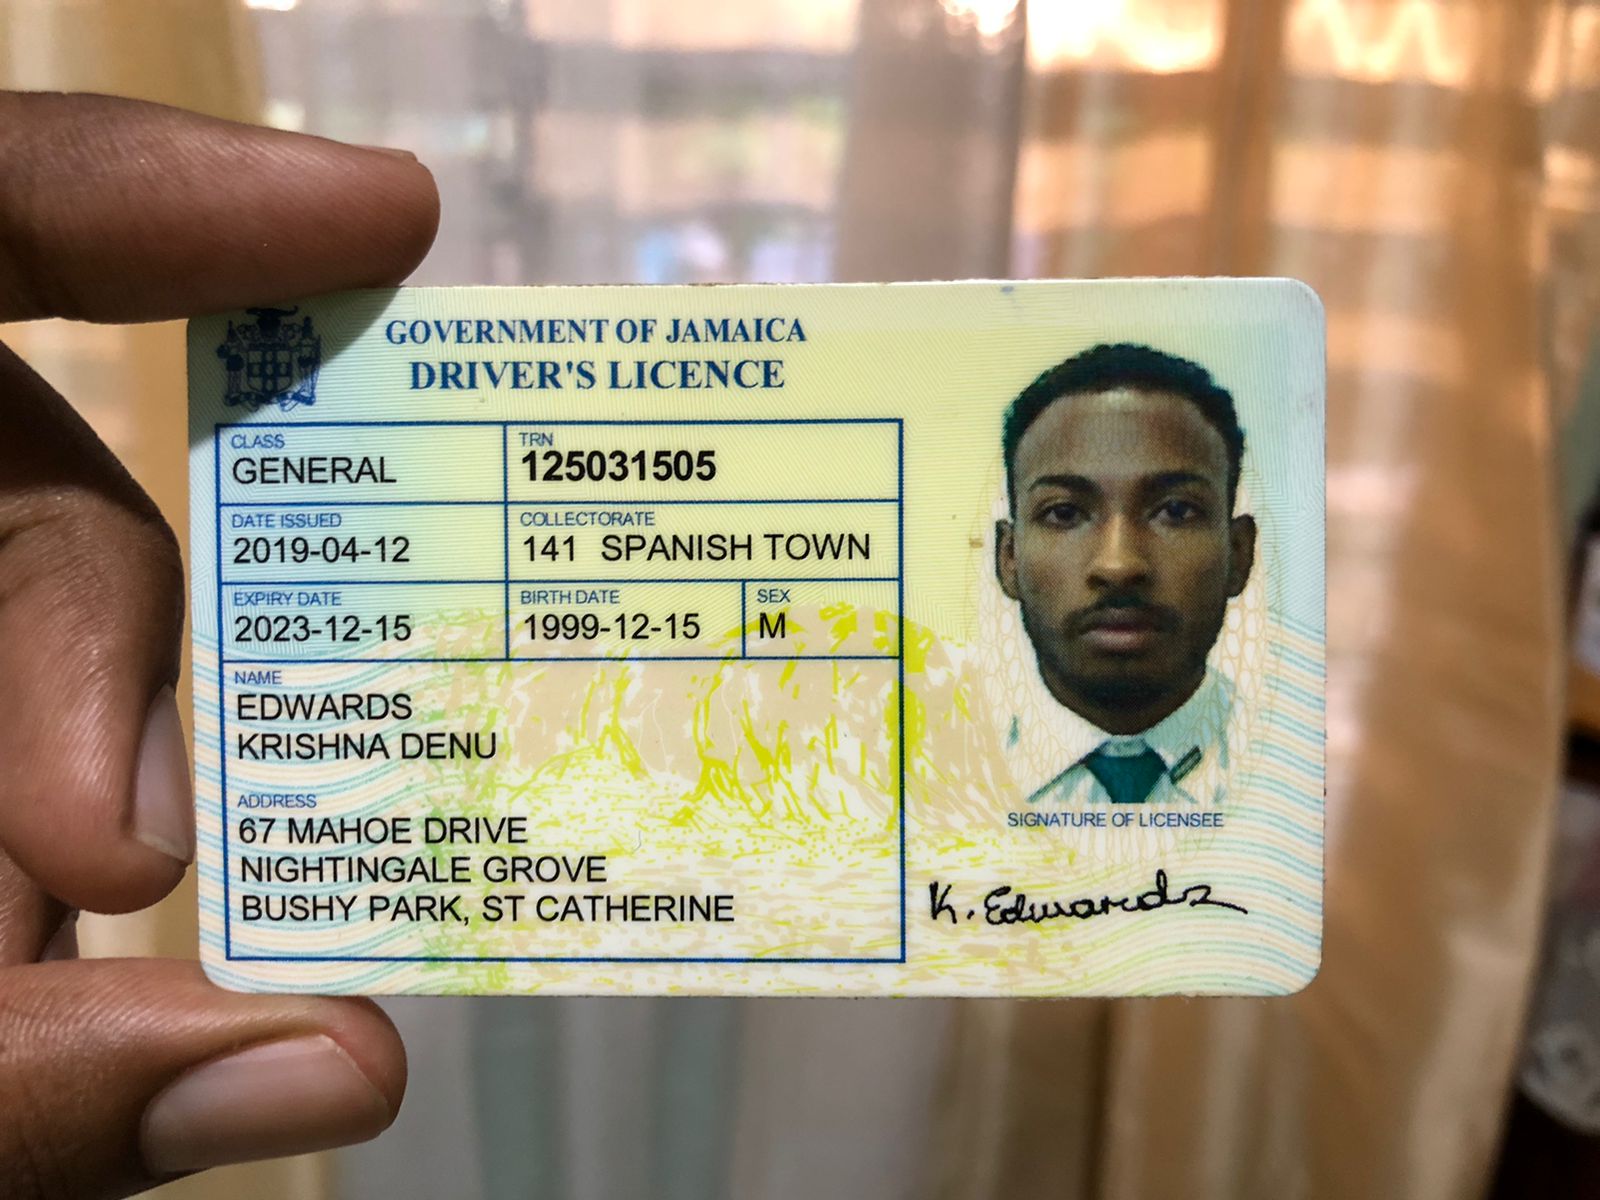 GOVERNMENT OF JAMAICA
DRIVER'S LICENCE
CLASS
GENERAL
TRN
125031505
DATE ISSUED
2019-04-12
COLLECTORATE
141 SPANISH TOWN
EXPIRY DATE
2023-12-15
BIRTH DATE
1999-12-15
SEX
M
NAME
EDWARDS
KRISHNA DENU
ADDRESS
67 MAHOE DRIVE
NIGHTINGALE GROVE
BUSHY PARK, ST CATHERINE
SIGNATURE OF LICENSEE
K. Edwards